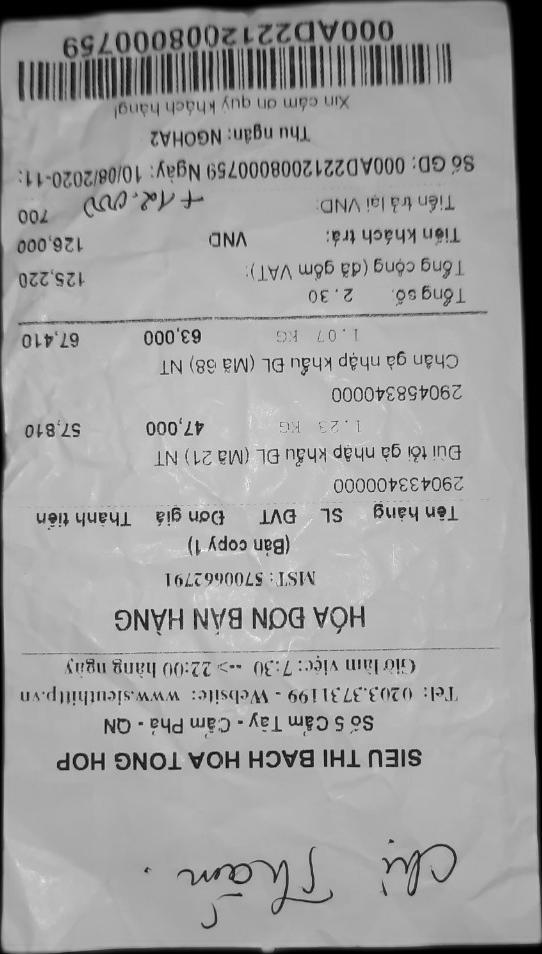 Chị Thắn.
SIEU THI BACH HOA TONG HOP
Số 5 Cẩm Tây - Cẩm Phả - QN
Tel: 0203.3731199 - Website: www.sieuthittp.vn
Giờ làm việc: 7:30 --> 22:00 hàng ngày
HÓA ĐƠN BÁN HÀNG
MST: 5700662791
(Bản copy 1)
Tên hàng SL ĐVT Đơn giá Thành tiền
290433400000
Đùi tỏi gà nhập khẩu ĐL (Mã 21) NT
1.23 KG 47,000 57,810
290458340000
Chân gà nhập khẩu ĐL (Mã 68) NT
1.07 KG 63,000 67,410
Tổng số: 2.30
Tổng cộng (đã gồm VAT): 125,220
Tiền khách trả: VND 126,000
Tiền trả lại VND: 700
+ 12.000
Số GD: 000AD22122008000759 Ngày: 10/08/2020-11:
Thu ngân: NGOHA2
Xin cảm ơn quý khách hàng!
000AD22122008000759